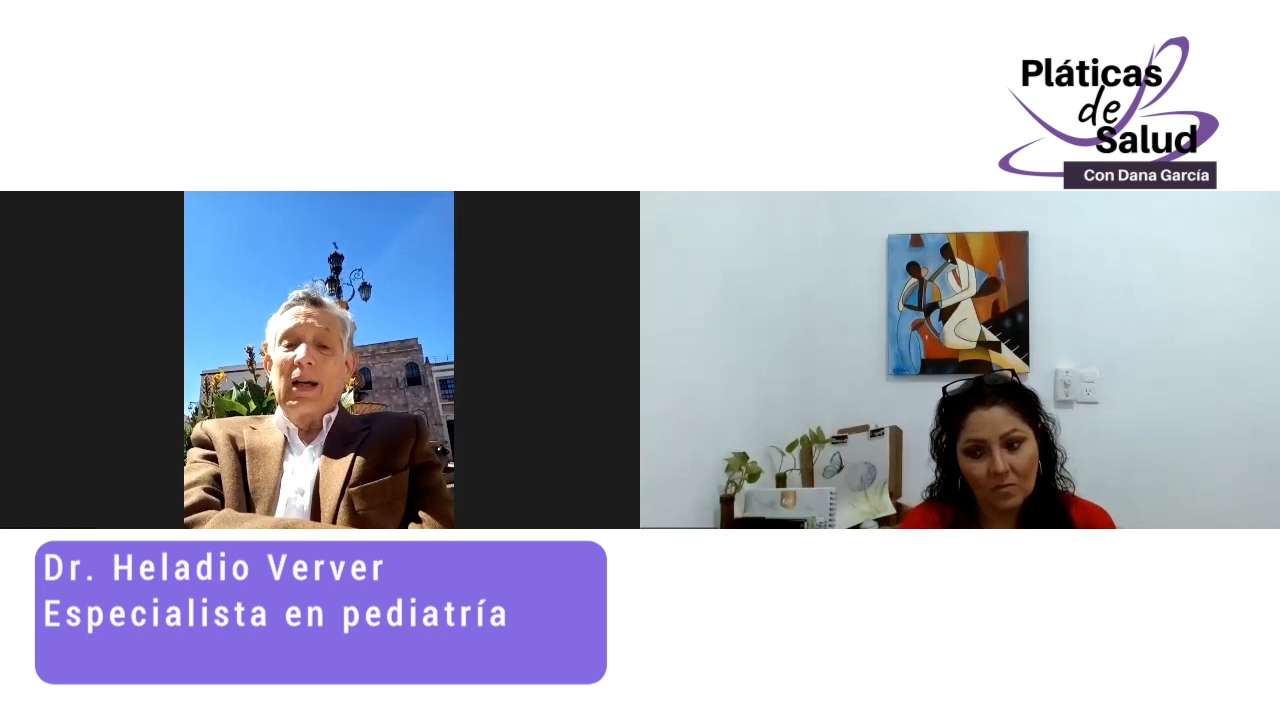 Pláticas
de
Salud
Con Dana García
Dr. Heladio Verver
Especialista en pediatría